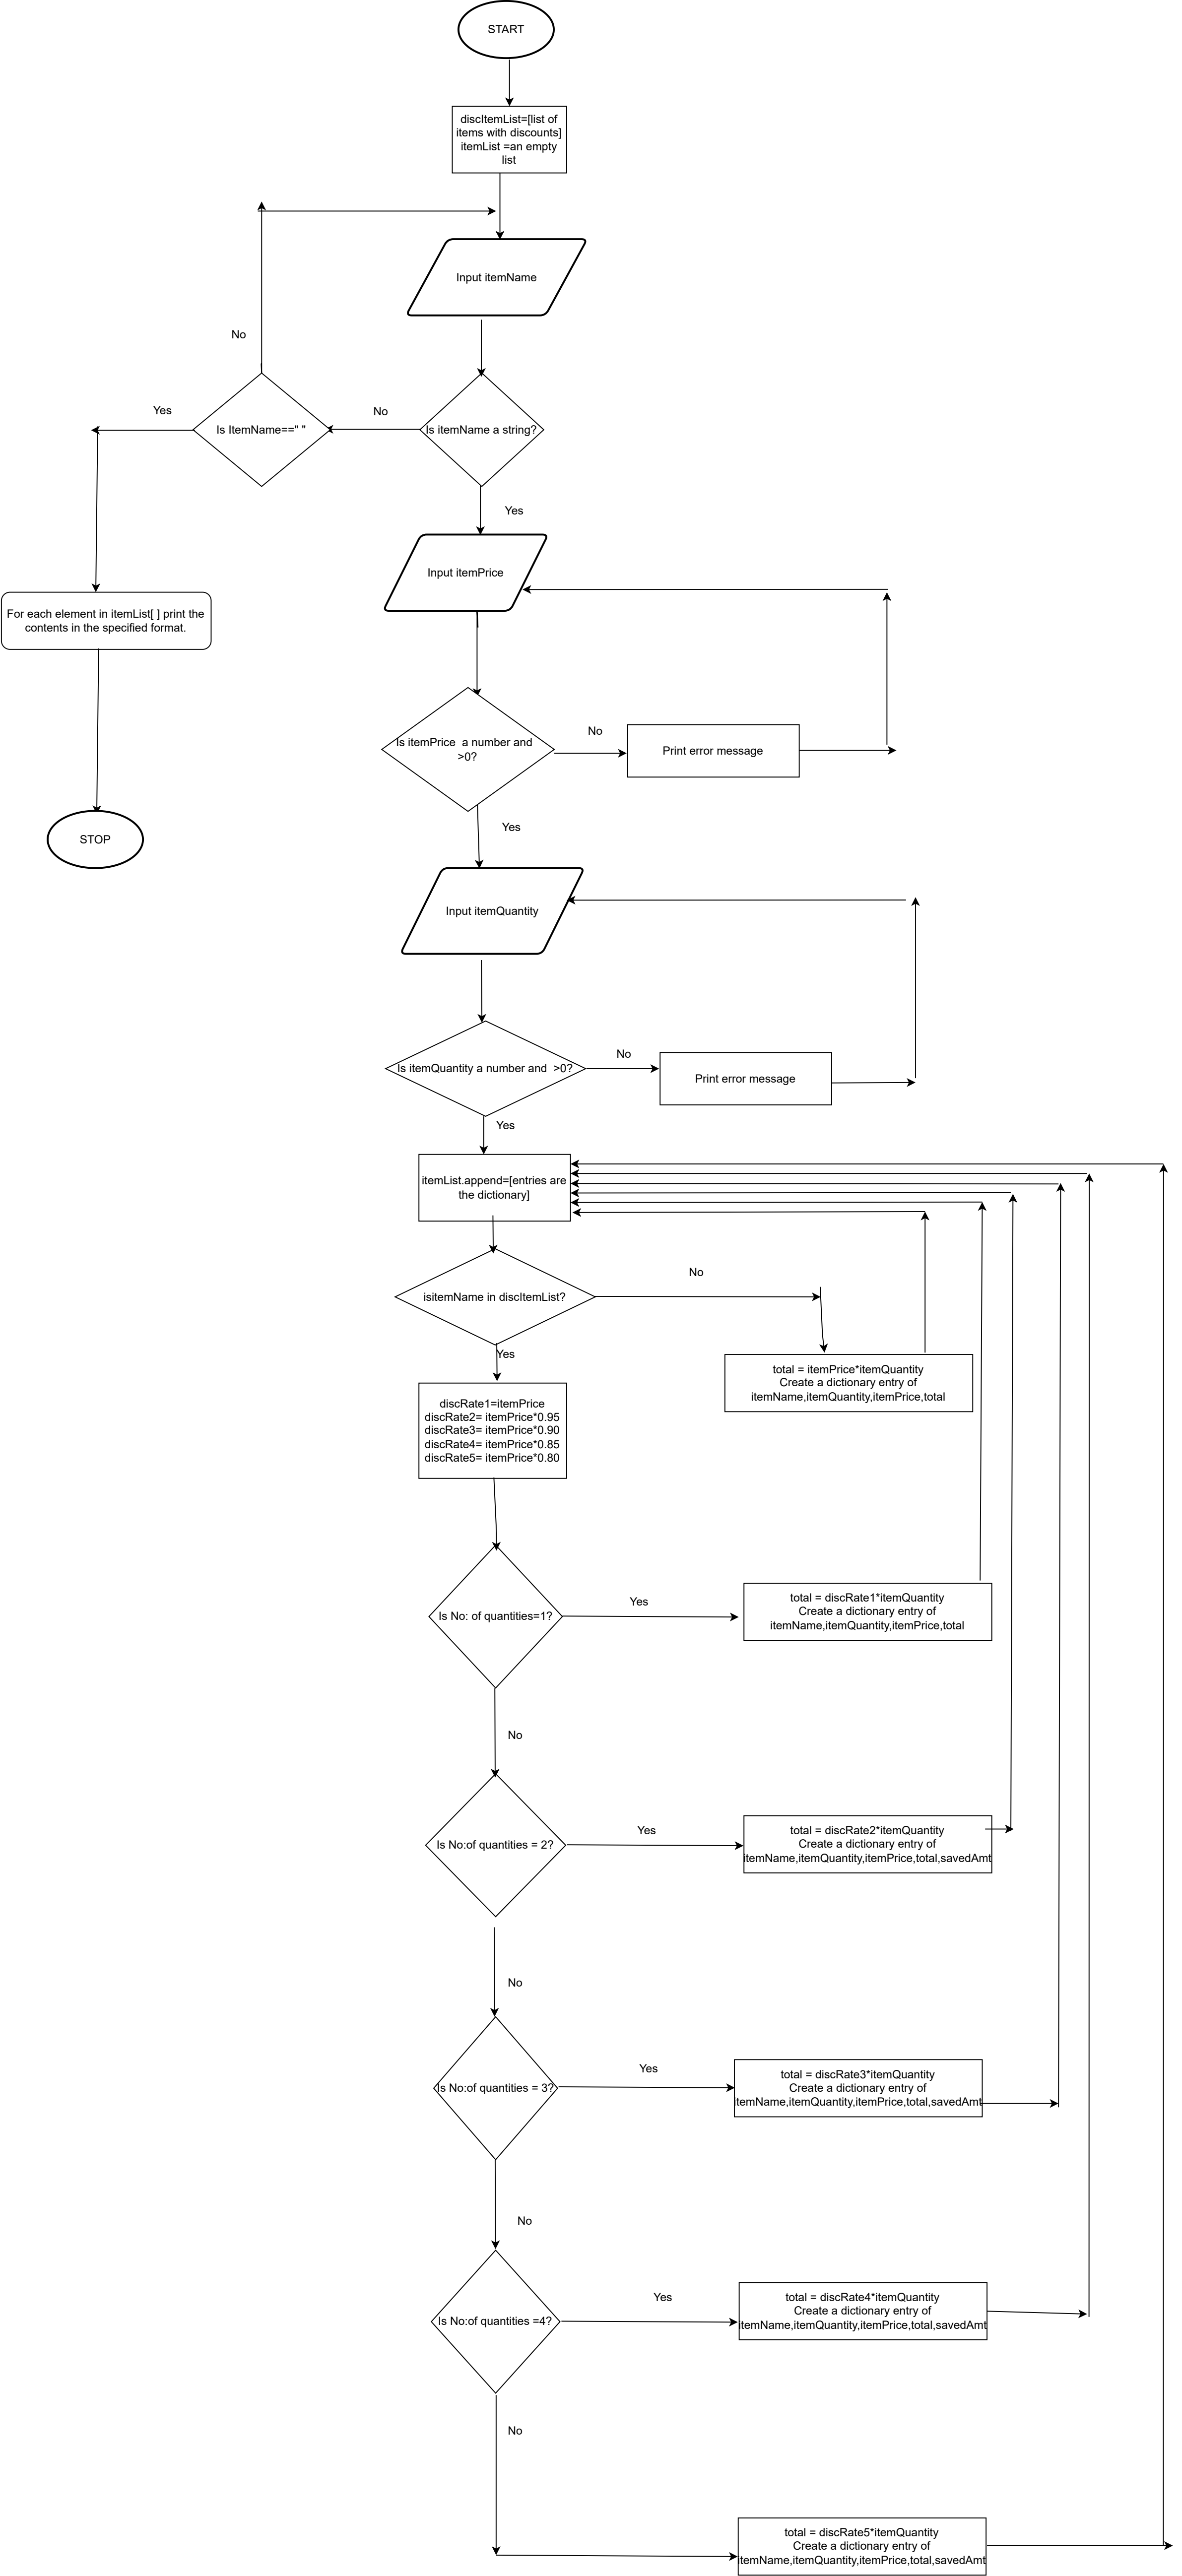 START
discItemList=[list of
items with discounts]
itemList =an empty
list
Input itemName
No
Yes
Is ItemName==" "
No
Is itemName a string?
Yes
Input itemPrice
For each element in itemList[ ] print the
contents in the specified format.
Is itemPrice  a number and
>0?
No
Print error message
Yes
STOP
Input itemQuantity
Is itemQuantity a number and  >0?
No
Print error message
Yes
itemList.append=[entries are
the dictionary]
isitemName in discItemList?
No
Yes
total = itemPrice*itemQuantity
Create a dictionary entry of
itemName,itemQuantity,itemPrice,total
discRate1=itemPrice
discRate2= itemPrice*0.95
discRate3= itemPrice*0.90
discRate4= itemPrice*0.85
discRate5= itemPrice*0.80
Is No: of quantities=1?
Yes
total = discRate1*itemQuantity
Create a dictionary entry of
itemName,itemQuantity,itemPrice,total
No
Is No:of quantities = 2?
Yes
total = discRate2*itemQuantity
Create a dictionary entry of
itemName,itemQuantity,itemPrice,total,savedAmt
No
Is No:of quantities = 3?
Yes
total = discRate3*itemQuantity
Create a dictionary entry of
itemName,itemQuantity,itemPrice,total,savedAmt
No
Is No:of quantities =4?
Yes
total = discRate4*itemQuantity
Create a dictionary entry of
itemName,itemQuantity,itemPrice,total,savedAmt
No
total = discRate5*itemQuantity
Create a dictionary entry of
itemName,itemQuantity,itemPrice,total,savedAmt